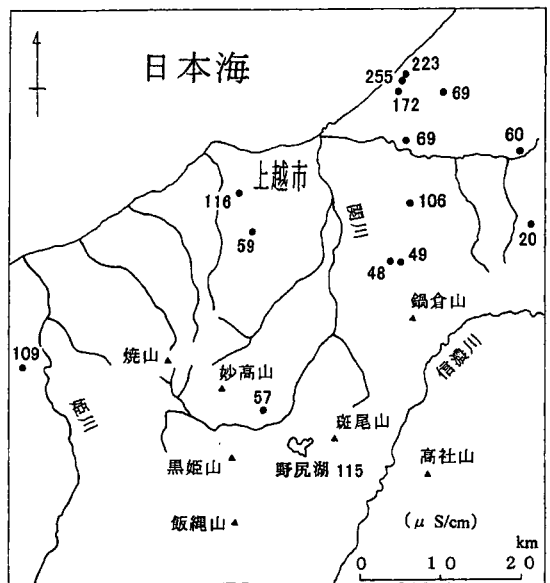 4
日本海
223
255
172
69
69
60
上越市
116
関川
106
59
20
48
49
鍋倉山
109
焼山
信濃川
妙高山
姫川
57
斑尾山
黒姫山
野尻湖 115
高社山
飯縄山
(μ S/cm)
km
0 10 20